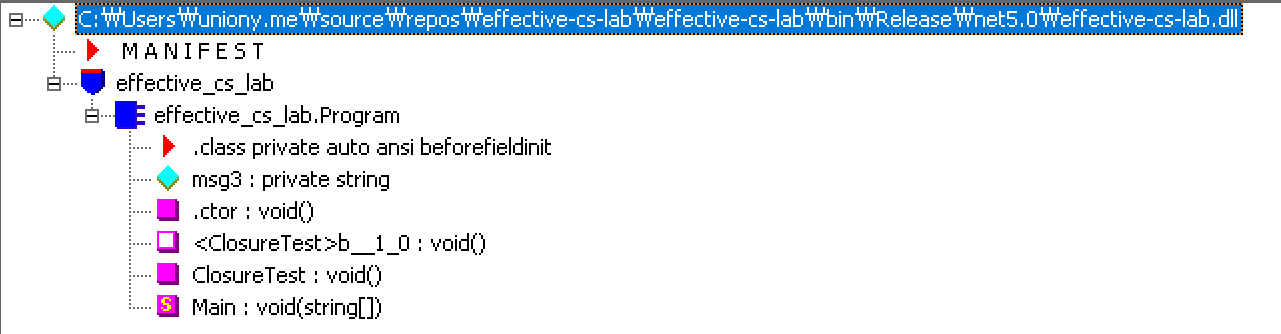 C:₩Users₩uniony.me₩source₩repos₩effective-cs-lab₩effective-cs-lab₩bin₩Release₩net5.0₩effective-cs-lab.dll
M A N I F E S T
effective_cs_lab
effective_cs_lab.Program
.class private auto ansi beforefieldinit
msg3 : private string
.ctor : void()
<ClosureTest>b__1_0 : void()
ClosureTest : void()
S Main : void(string[])